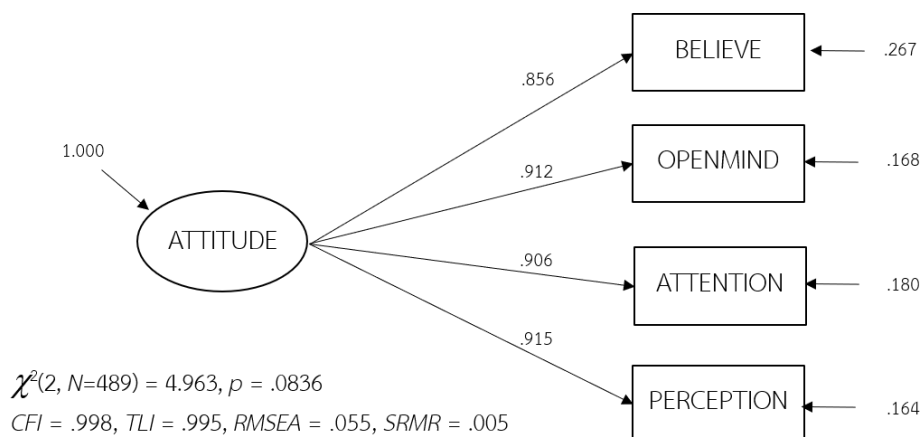 BELIEVE
.267
.856
1.000
OPENMIND
.168
.912
ATTITUDE
.906
ATTENTION
.180
.915
χ²(2, N=489) = 4.963, p = .0836
PERCEPTION
.164
CFI = .998, TLI = .995, RMSEA = .055, SRMR = .005